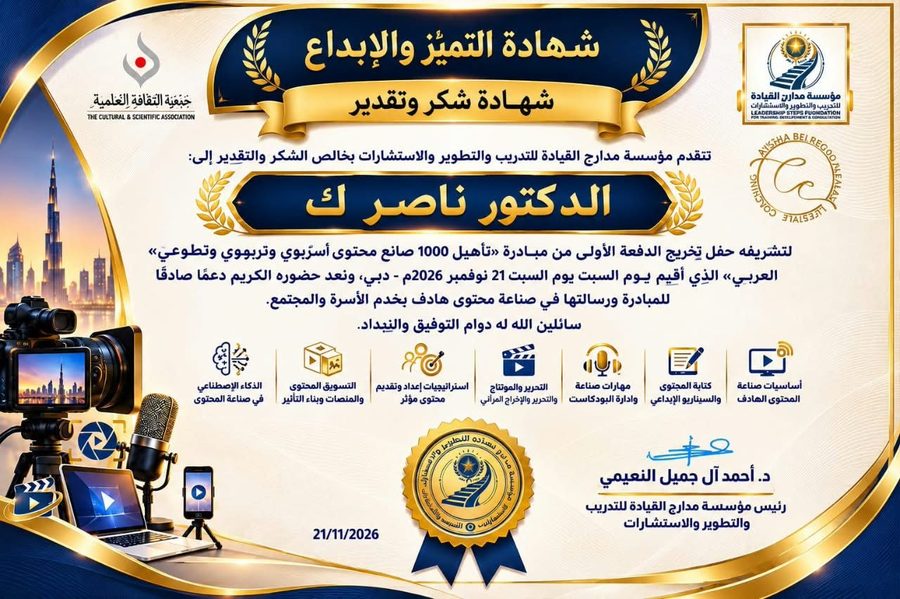 شهادة التميّز والإبداع
شهادة شكر وتقدير
جمعية الثقافة العلمية
THE CULTURAL & SCIENTIFIC ASSOCIATION
مؤسسة مدارج القيادة
للتدريب والتطوير والاستشارات
LEADERSHIP STEPS FUUNDATION
تتقدم مؤسسة مدارج القيادة للتدريب والتطوير والاستشارات بخالص الشكر والتقدير إلى:
الدكتور ناصر ك
لتشريفه حفل تخريج الدفعة الأولى من مبادرة «تأهيل 1000 صانع محتوى أسرّبوي وتربهوي وتطوعي»
العربي» الذي أقيم يوم السبت يوم السبت 21 نوفمبر 2026م - دبي، ونعد حضوره الكريم دعمًا صادقًا
للمبادرة ورسالتها في صناعة محتوى هادف بخدم الأسرة والمجتمع.
سائلين الله له دوام التوفيق والنبداد.
أساسيات صناعة
المحتوى الهادف
كتابة المحتوى
والسيناريو الإبداعي
مهارات صناعة
وادارة البودكاست
التحرير والمونتاج
والتحرير والإخراج المرأني
استراتيجيات إعداد وتقديم
محتوى مؤثر
التسويق المحتوى
والمنصات وبناء التأثير
الذكاء الإصطناعي
في صناعة المحتوى
د. أحمد آل جميل النعيمي
رئيس مؤسسة مدارج القيادة للتدريب
والتطوير والاستشارات
21/11/2026